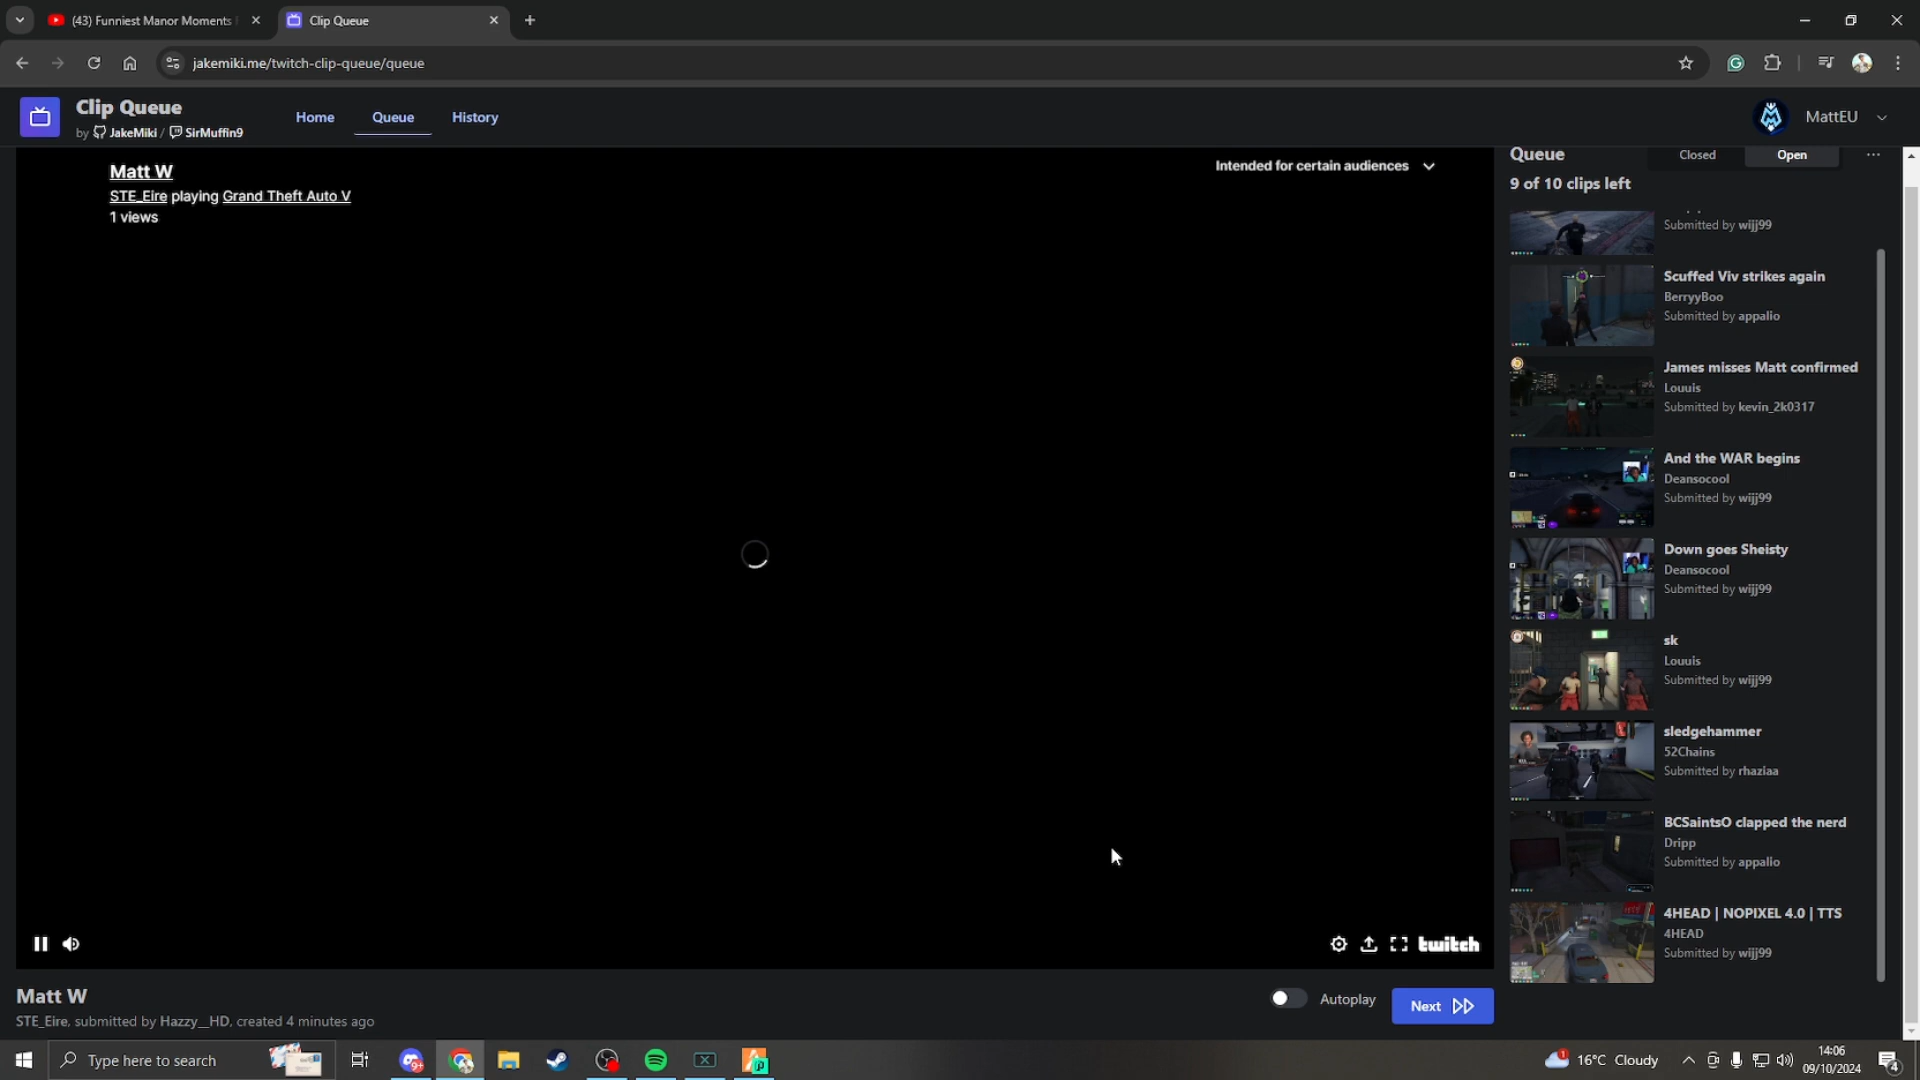 (43) Funniest Manor Moments
Clip Queue
jakemiki.me/twitch-clip-queue/queue
Clip Queue
by JakeMiki / SirMuffin9
Home
Queue
History
MattEU
Matt W
STE_Eire playing Grand Theft Auto V
1 views
Intended for certain audiences
Queue
Closed
Open
9 of 10 clips left
Submitted by wijj99
Scuffed Viv strikes again
BerryyBoo
Submitted by appalio
James misses Matt confirmed
Louuis
Submitted by kevin_2k0317
And the WAR begins
Deansocool
Submitted by wijj99
Down goes Sheisty
Deansocool
Submitted by wijj99
sk
Louuis
Submitted by wijj99
sledgehammer
52Chains
Submitted by rhaziaa
BCSaintsO clapped the nerd
Dripp
Submitted by appalio
4HEAD | NOPIXEL 4.0 | TTS
4HEAD
Submitted by wijj99
twitch
Matt W
STE_Eire, submitted by Hazzy__HD, created 4 minutes ago
Autoplay
Next
Type here to search
16°C Cloudy
14:06
09/10/2024
4